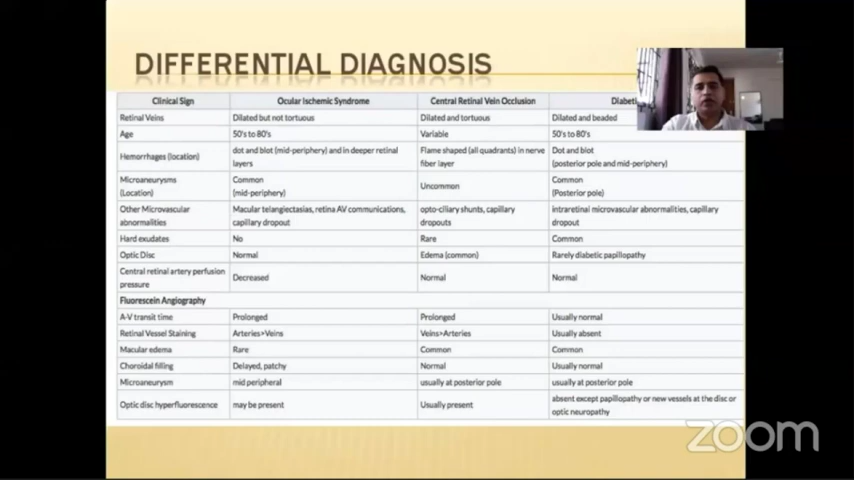 DIFFERENTIAL DIAGNOSIS
Clinical Sign Ocular Ischemic Syndrome Central Retinal Vein Occlusion
Retinal Veins Dilated but not tortuous Dilated and tortuous Dilated and beaded
Age 50's to 80's Variable 50's to 80's
Hemorrhages (location) dot and blot (mid-periphery) and in deeper retinal layers Flame shaped (all quadrants) in nerve fiber layer Dot and blot (posterior pole and mid-periphery)
Microaneurysms (Location) Common (mid-periphery) Uncommon Common (Posterior pole)
Other Microvascular abnormalities Macular telangiectasias, retina AV communications, capillary dropout opto-ciliary shunts, capillary dropouts intraretinal microvascular abnormalities, capillary dropout
Hard exudates No Rare Common
Optic Disc Normal Edema (common) Rarely diabetic papillopathy
Central retinal artery perfusion pressure Decreased Normal Normal
Fluorescein Angiography
A-V transit time Prolonged Prolonged Usually normal
Retinal Vessel Staining Arteries>Veins Veins>Arteries Usually absent
Macular edema Rare Common Common
Choroidal filling Delayed, patchy Normal Usually normal
Microaneurysm mid peripheral usually at posterior pole usually at posterior pole
Optic disc hyperfluorescence may be present Usually present absent except papillopathy or new vessels at the disc or optic neuropathy
zoom